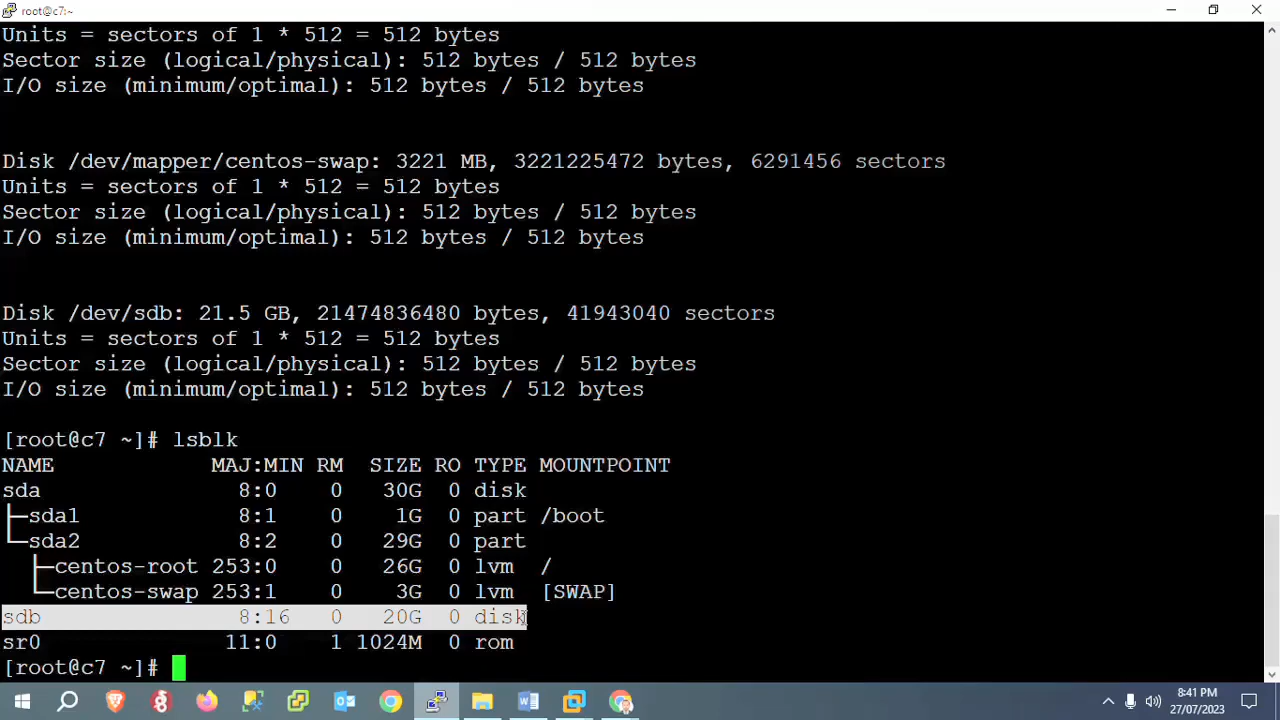 root@c7:~
Units = sectors of 1 * 512 = 512 bytes
Sector size (logical/physical): 512 bytes / 512 bytes
I/O size (minimum/optimal): 512 bytes / 512 bytes
Disk /dev/mapper/centos-swap: 3221 MB, 3221225472 bytes, 6291456 sectors
Units = sectors of 1 * 512 = 512 bytes
Sector size (logical/physical): 512 bytes / 512 bytes
I/O size (minimum/optimal): 512 bytes / 512 bytes
Disk /dev/sdb: 21.5 GB, 21474836480 bytes, 41943040 sectors
Units = sectors of 1 * 512 = 512 bytes
Sector size (logical/physical): 512 bytes / 512 bytes
I/O size (minimum/optimal): 512 bytes / 512 bytes
[root@c7 ~]# lsblk
NAME MAJ:MIN RM SIZE RO TYPE MOUNTPOINT
sda 8:0 0 30G 0 disk
├─sda1 8:1 0 1G 0 part /boot
└─sda2 8:2 0 29G 0 part
├─centos-root 253:0 0 26G 0 lvm /
└─centos-swap 253:1 0 3G 0 lvm [SWAP]
sdb 8:16 0 20G 0 disk
sr0 11:0 1 1024M 0 rom
[root@c7 ~]#
8:41 PM
27/07/2023